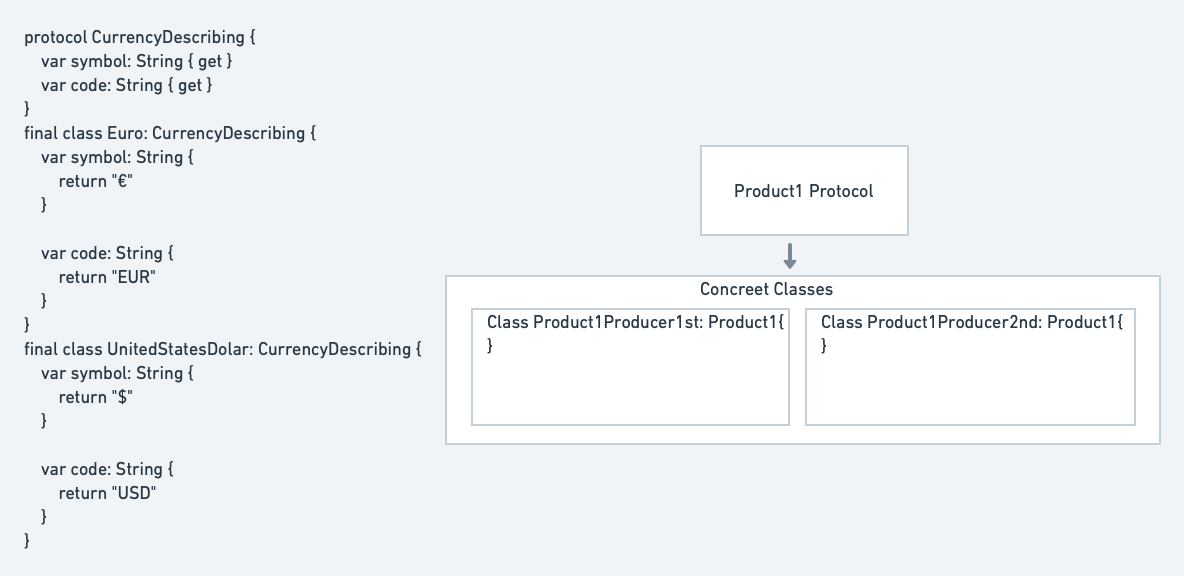 protocol CurrencyDescribing {
    var symbol: String { get }
    var code: String { get }
}
final class Euro: CurrencyDescribing {
    var symbol: String {
        return "€"
    }
    var code: String {
        return "EUR"
    }
}
final class UnitedStatesDolar: CurrencyDescribing {
    var symbol: String {
        return "$"
    }
    var code: String {
        return "USD"
    }
}
Product1 Protocol
Concreet Classes
Class Product1Producer1st: Product1{
}
Class Product1Producer2nd: Product1{
}